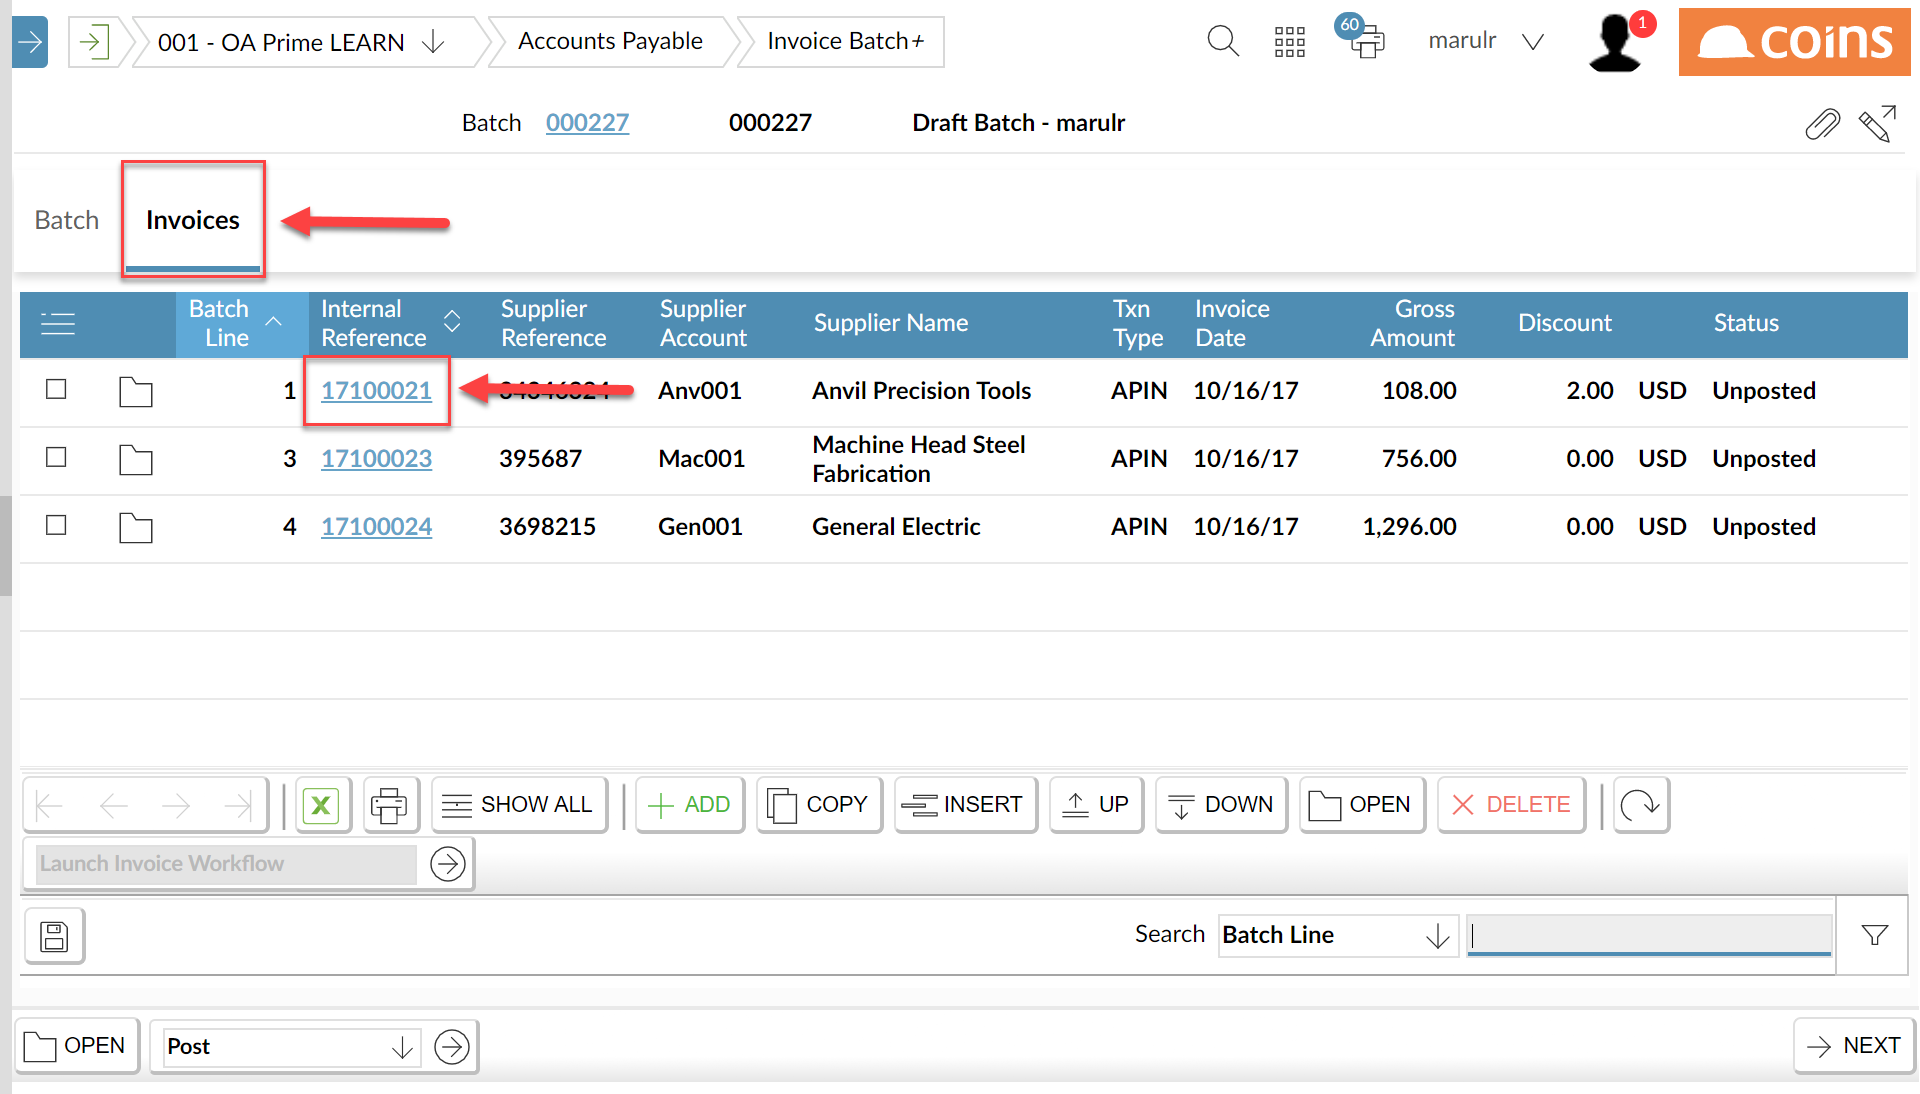 001 - OA Prime LEARN
Accounts Payable
Invoice Batch+
60
marulr
1
coins
Batch 000227 000227 Draft Batch - marulr
Batch
Invoices
Batch Line
Internal Reference
Supplier Reference
Supplier Account
Supplier Name
Txn Type
Invoice Date
Gross Amount
Discount
Status
1 17100021 Anv001 Anvil Precision Tools APIN 10/16/17 108.00 2.00 USD Unposted
3 17100023 395687 Mac001 Machine Head Steel Fabrication APIN 10/16/17 756.00 0.00 USD Unposted
4 17100024 3698215 Gen001 General Electric APIN 10/16/17 1,296.00 0.00 USD Unposted
SHOW ALL
ADD
COPY
INSERT
UP
DOWN
OPEN
DELETE
Launch Invoice Workflow
Search Batch Line
OPEN
Post
NEXT